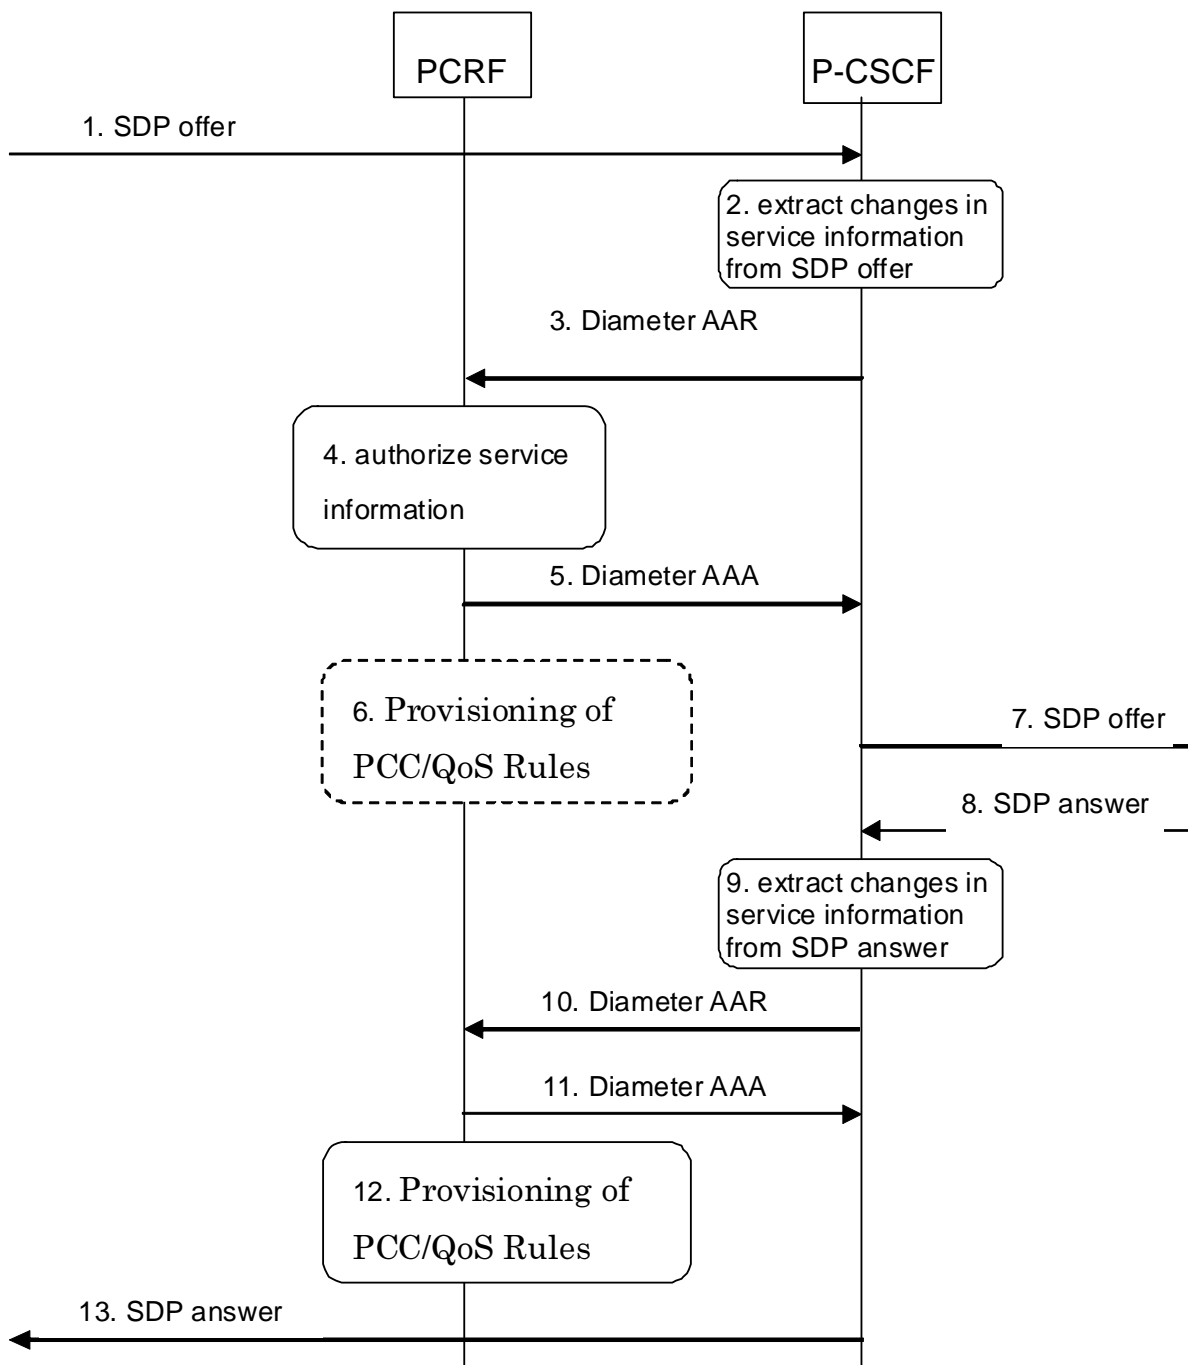 PCRF
P-CSCF
1. SDP offer
2. extract changes in
service information
from SDP offer
3. Diameter AAR
4. authorize service
information
5. Diameter AAA
6. Provisioning of
PCC/QoS Rules
7. SDP offer
8. SDP answer
9. extract changes in
service information
from SDP answer
10. Diameter AAR
11. Diameter AAA
12. Provisioning of
PCC/QoS Rules
13. SDP answer